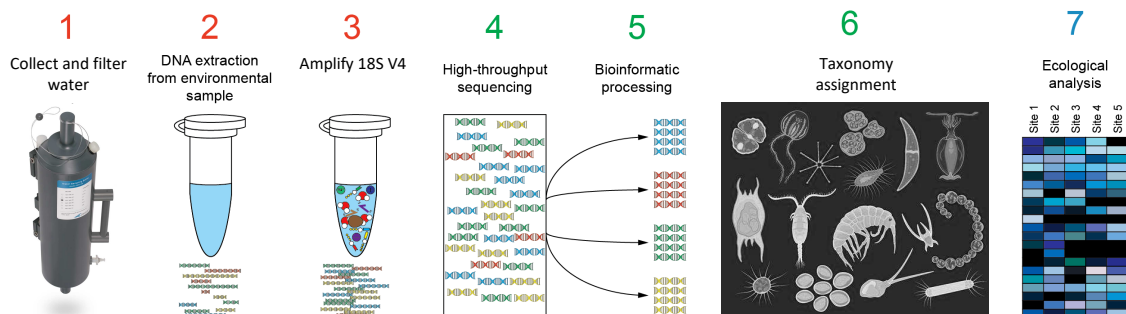 1
Collect and filter
water
2
DNA extraction
from environmental
sample
3
Amplify 18S V4
4
High-throughput
sequencing
5
Bioinformatic
processing
6
Taxonomy
assignment
7
Ecological
analysis
Site 1
Site 2
Site 3
Site 4
Site 5